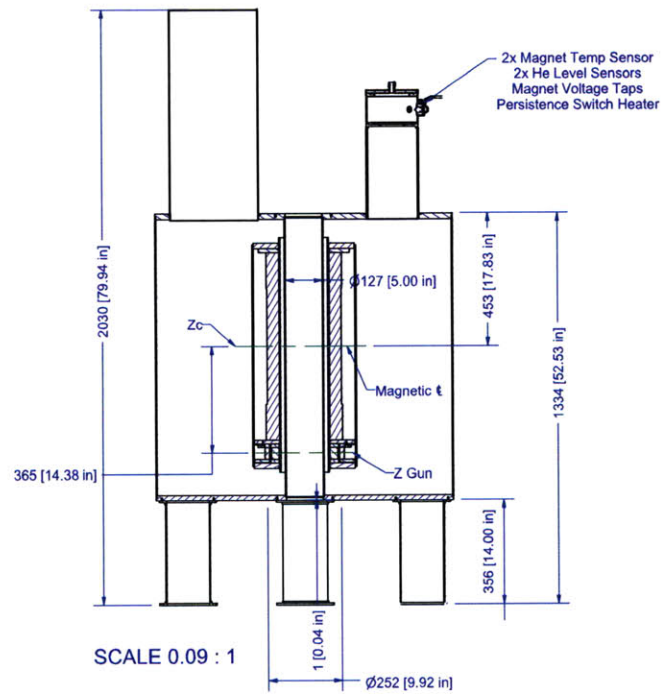 2x Magnet Temp Sensor
2x He Level Sensors
Magnet Voltage Taps
Persistence Switch Heater
2030 [79.94 in]
Ø127 [5.00 in]
453 [17.83 in]
Zc
Magnetic ℄
1334 [52.53 in]
365 [14.38 in]
Z Gun
356 [14.00 in]
1 [0.04 in]
SCALE 0.09 : 1
Ø252 [9.92 in]